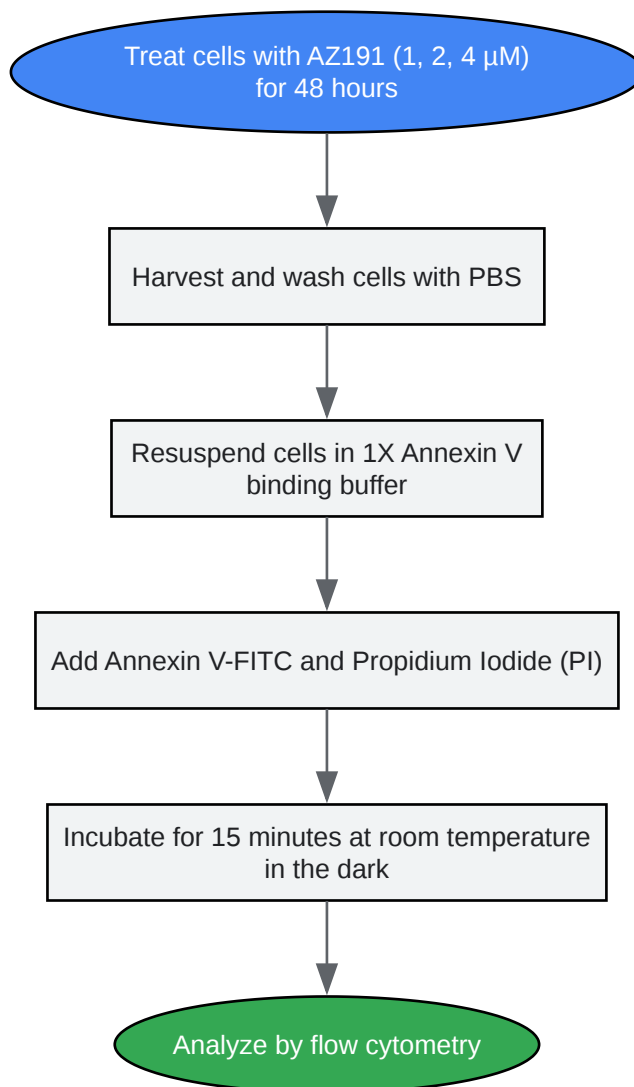 Treat cells with AZ191 (1, 2, 4 µM)
for 48 hours
Harvest and wash cells with PBS
Resuspend cells in 1X Annexin V
binding buffer
Add Annexin V-FITC and Propidium Iodide (PI)
Incubate for 15 minutes at room temperature
in the dark
Analyze by flow cytometry